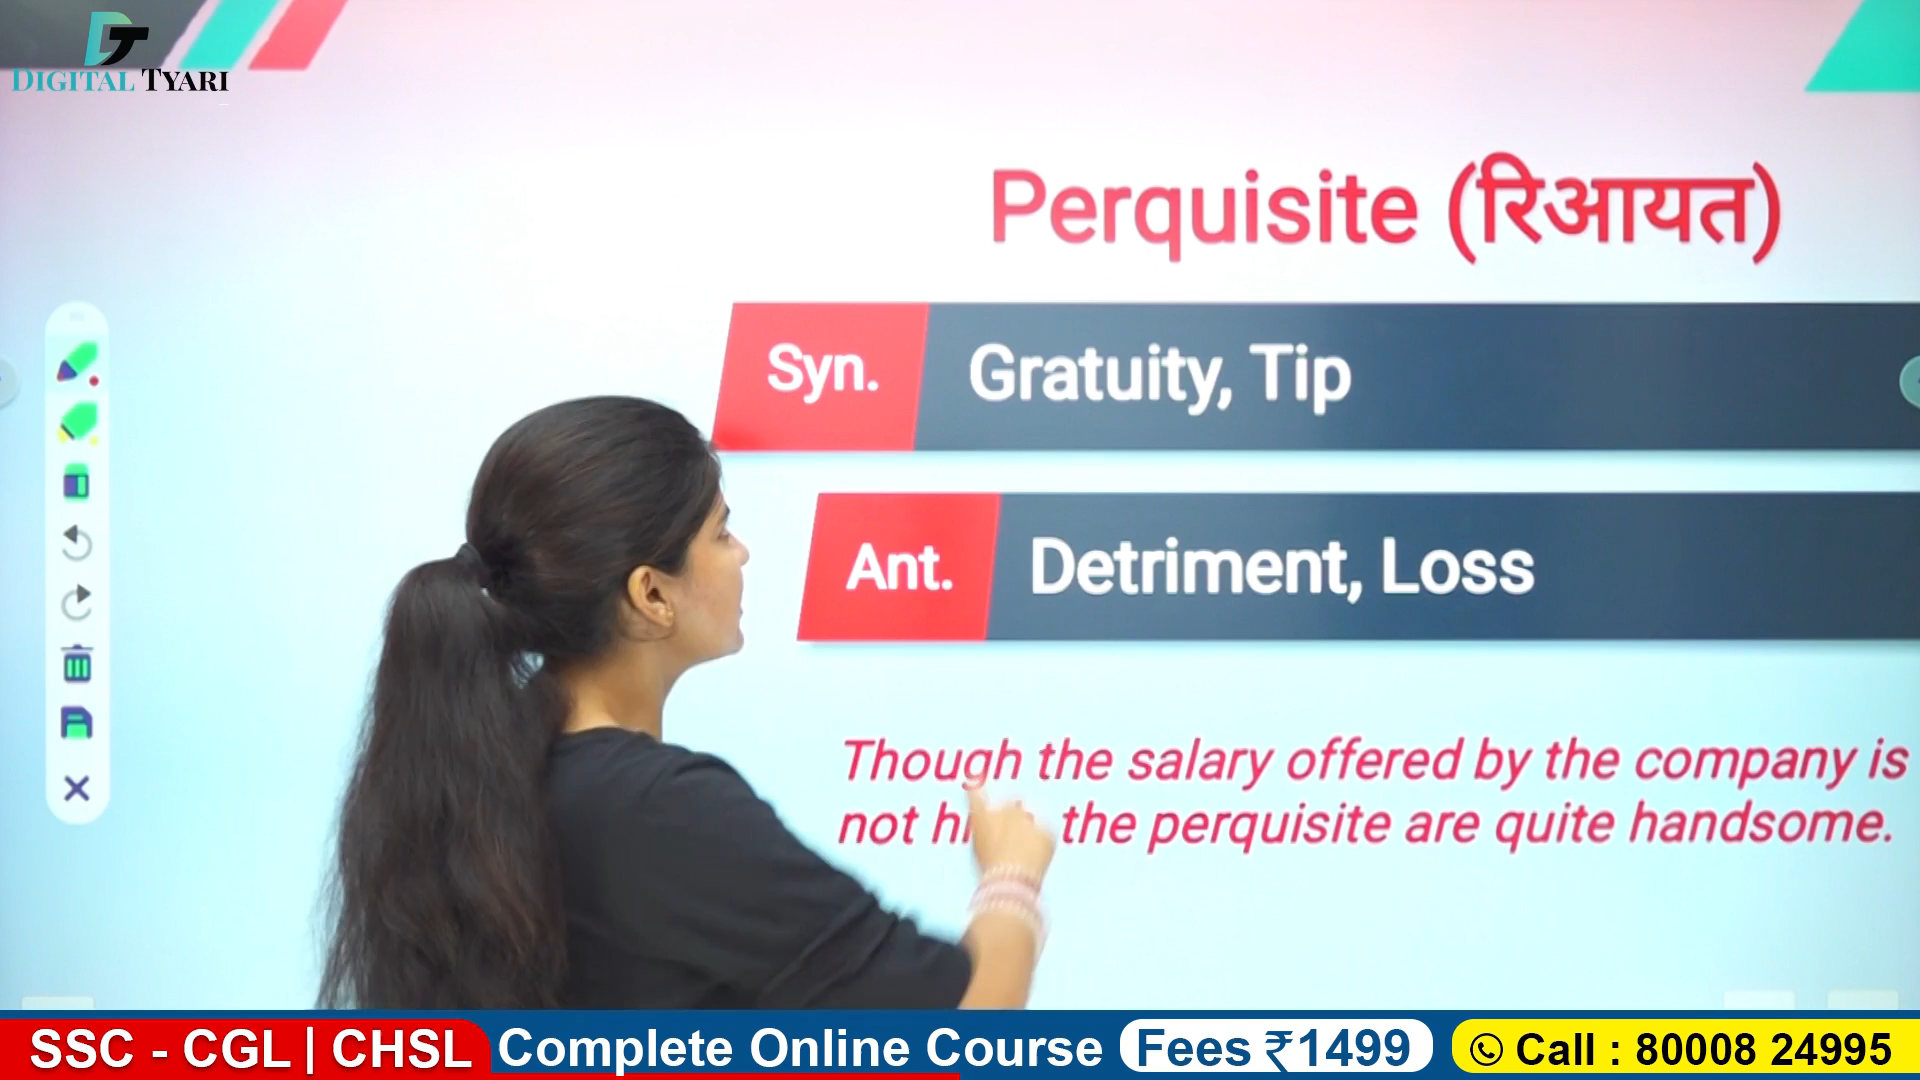 DIGITAL TYARI
Perquisite (रिआयत)
Syn. Gratuity, Tip
Ant. Detriment, Loss
Though the salary offered by the company is
not the perquisite are quite handsome.
SSC - CGL | CHSL Complete Online Course Fees ₹1499 Call : 80008 24995